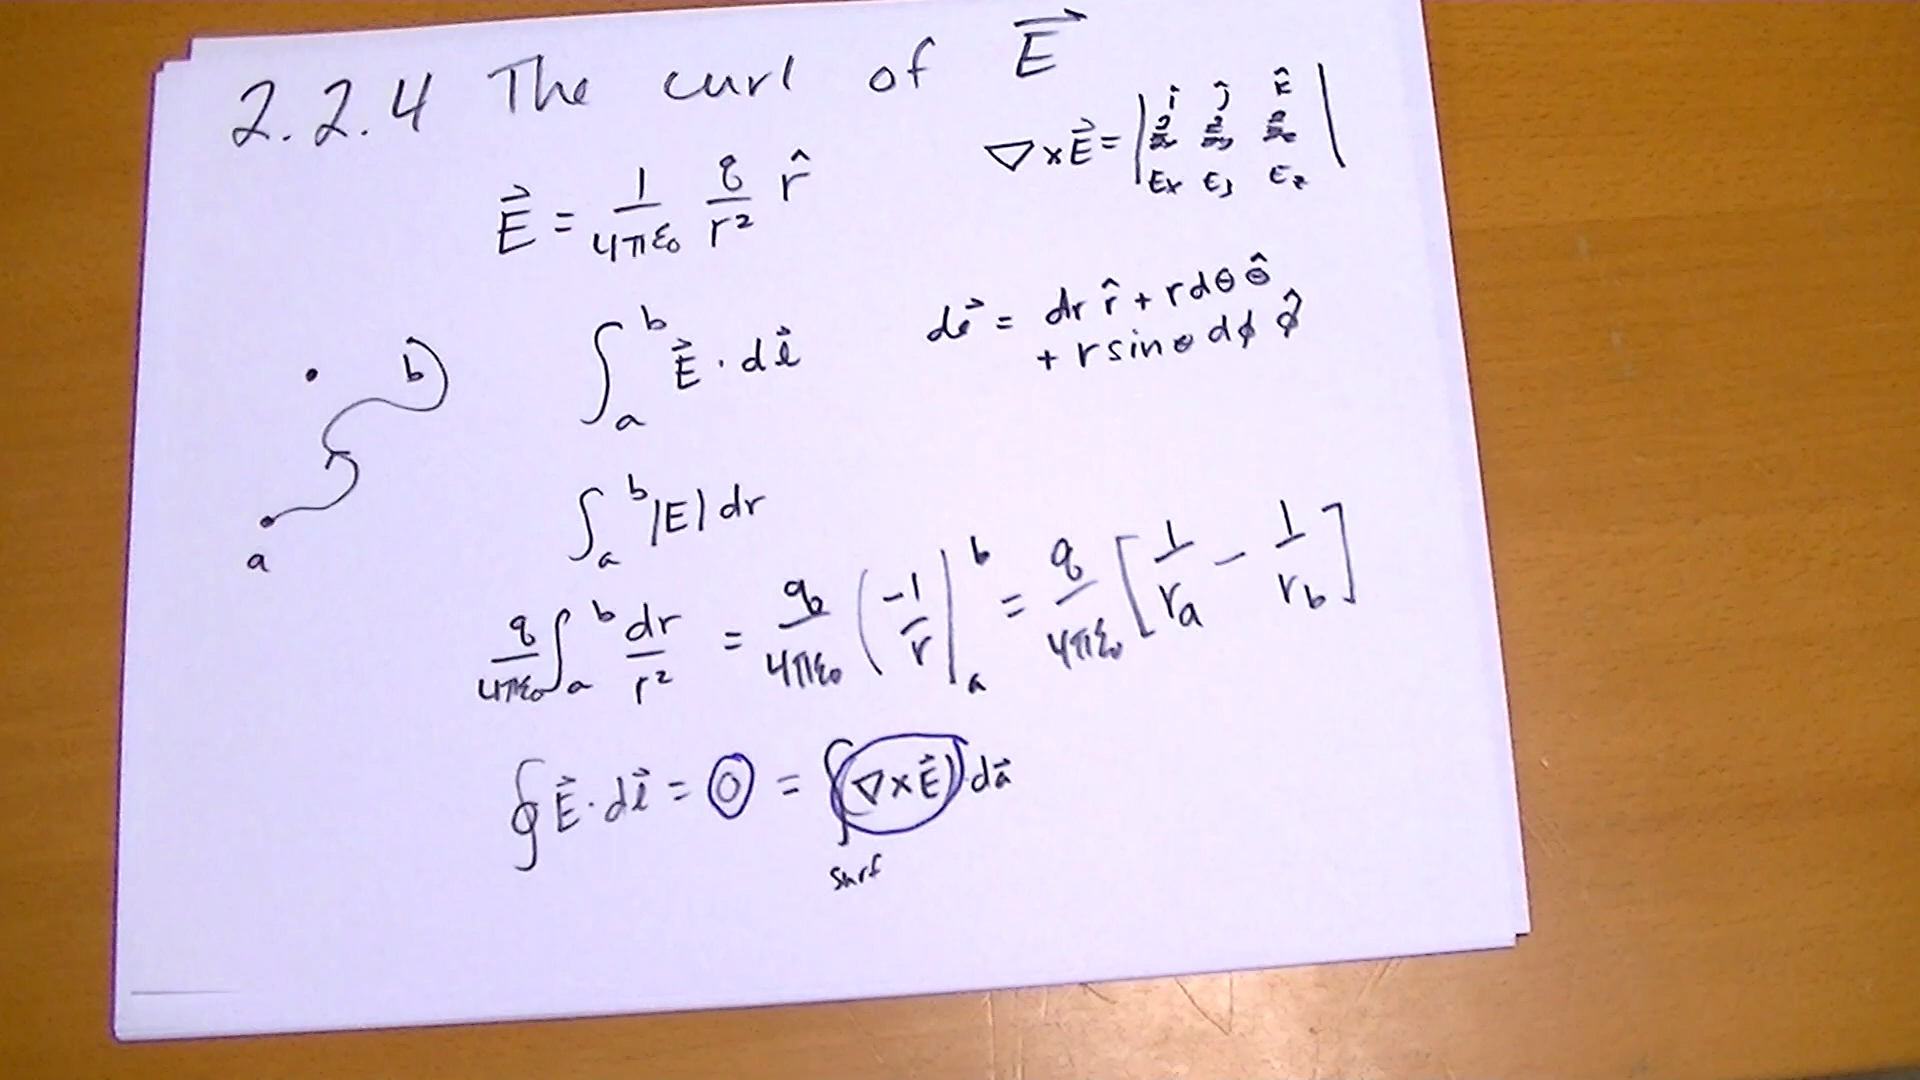 2.2.4 The curl of E⃗
∇×E⃗ = | î ĵ k̂
∂/∂x ∂/∂y ∂/∂z
Ex Ey Ez |
E⃗ = 1/4πε₀ q/r² r̂
∫ₐᵇ E⃗ · dl⃗
dl⃗ = dr r̂ + r dθ θ̂
+ r sinθ dϕ ϕ̂
b
a
∫ₐᵇ |E| dr
q/4πε₀ ∫ₐᵇ dr/r² = q/4πε₀ (-1/r |ₐᵇ = q/4πε₀ [1/rₐ - 1/r_b]
∮ E⃗ · dl⃗ = 0 = ∫ (∇×E⃗) · da⃗
surf